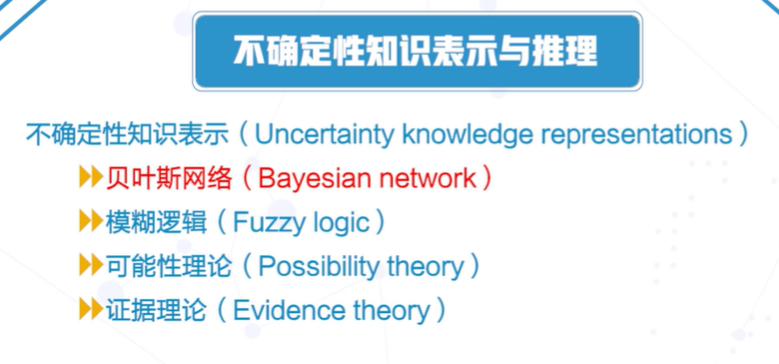 不确定性知识表示与推理
不确定性知识表示（Uncertainty knowledge representations）
贝叶斯网络（Bayesian network）
模糊逻辑（Fuzzy logic）
可能性理论（Possibility theory）
证据理论（Evidence theory）